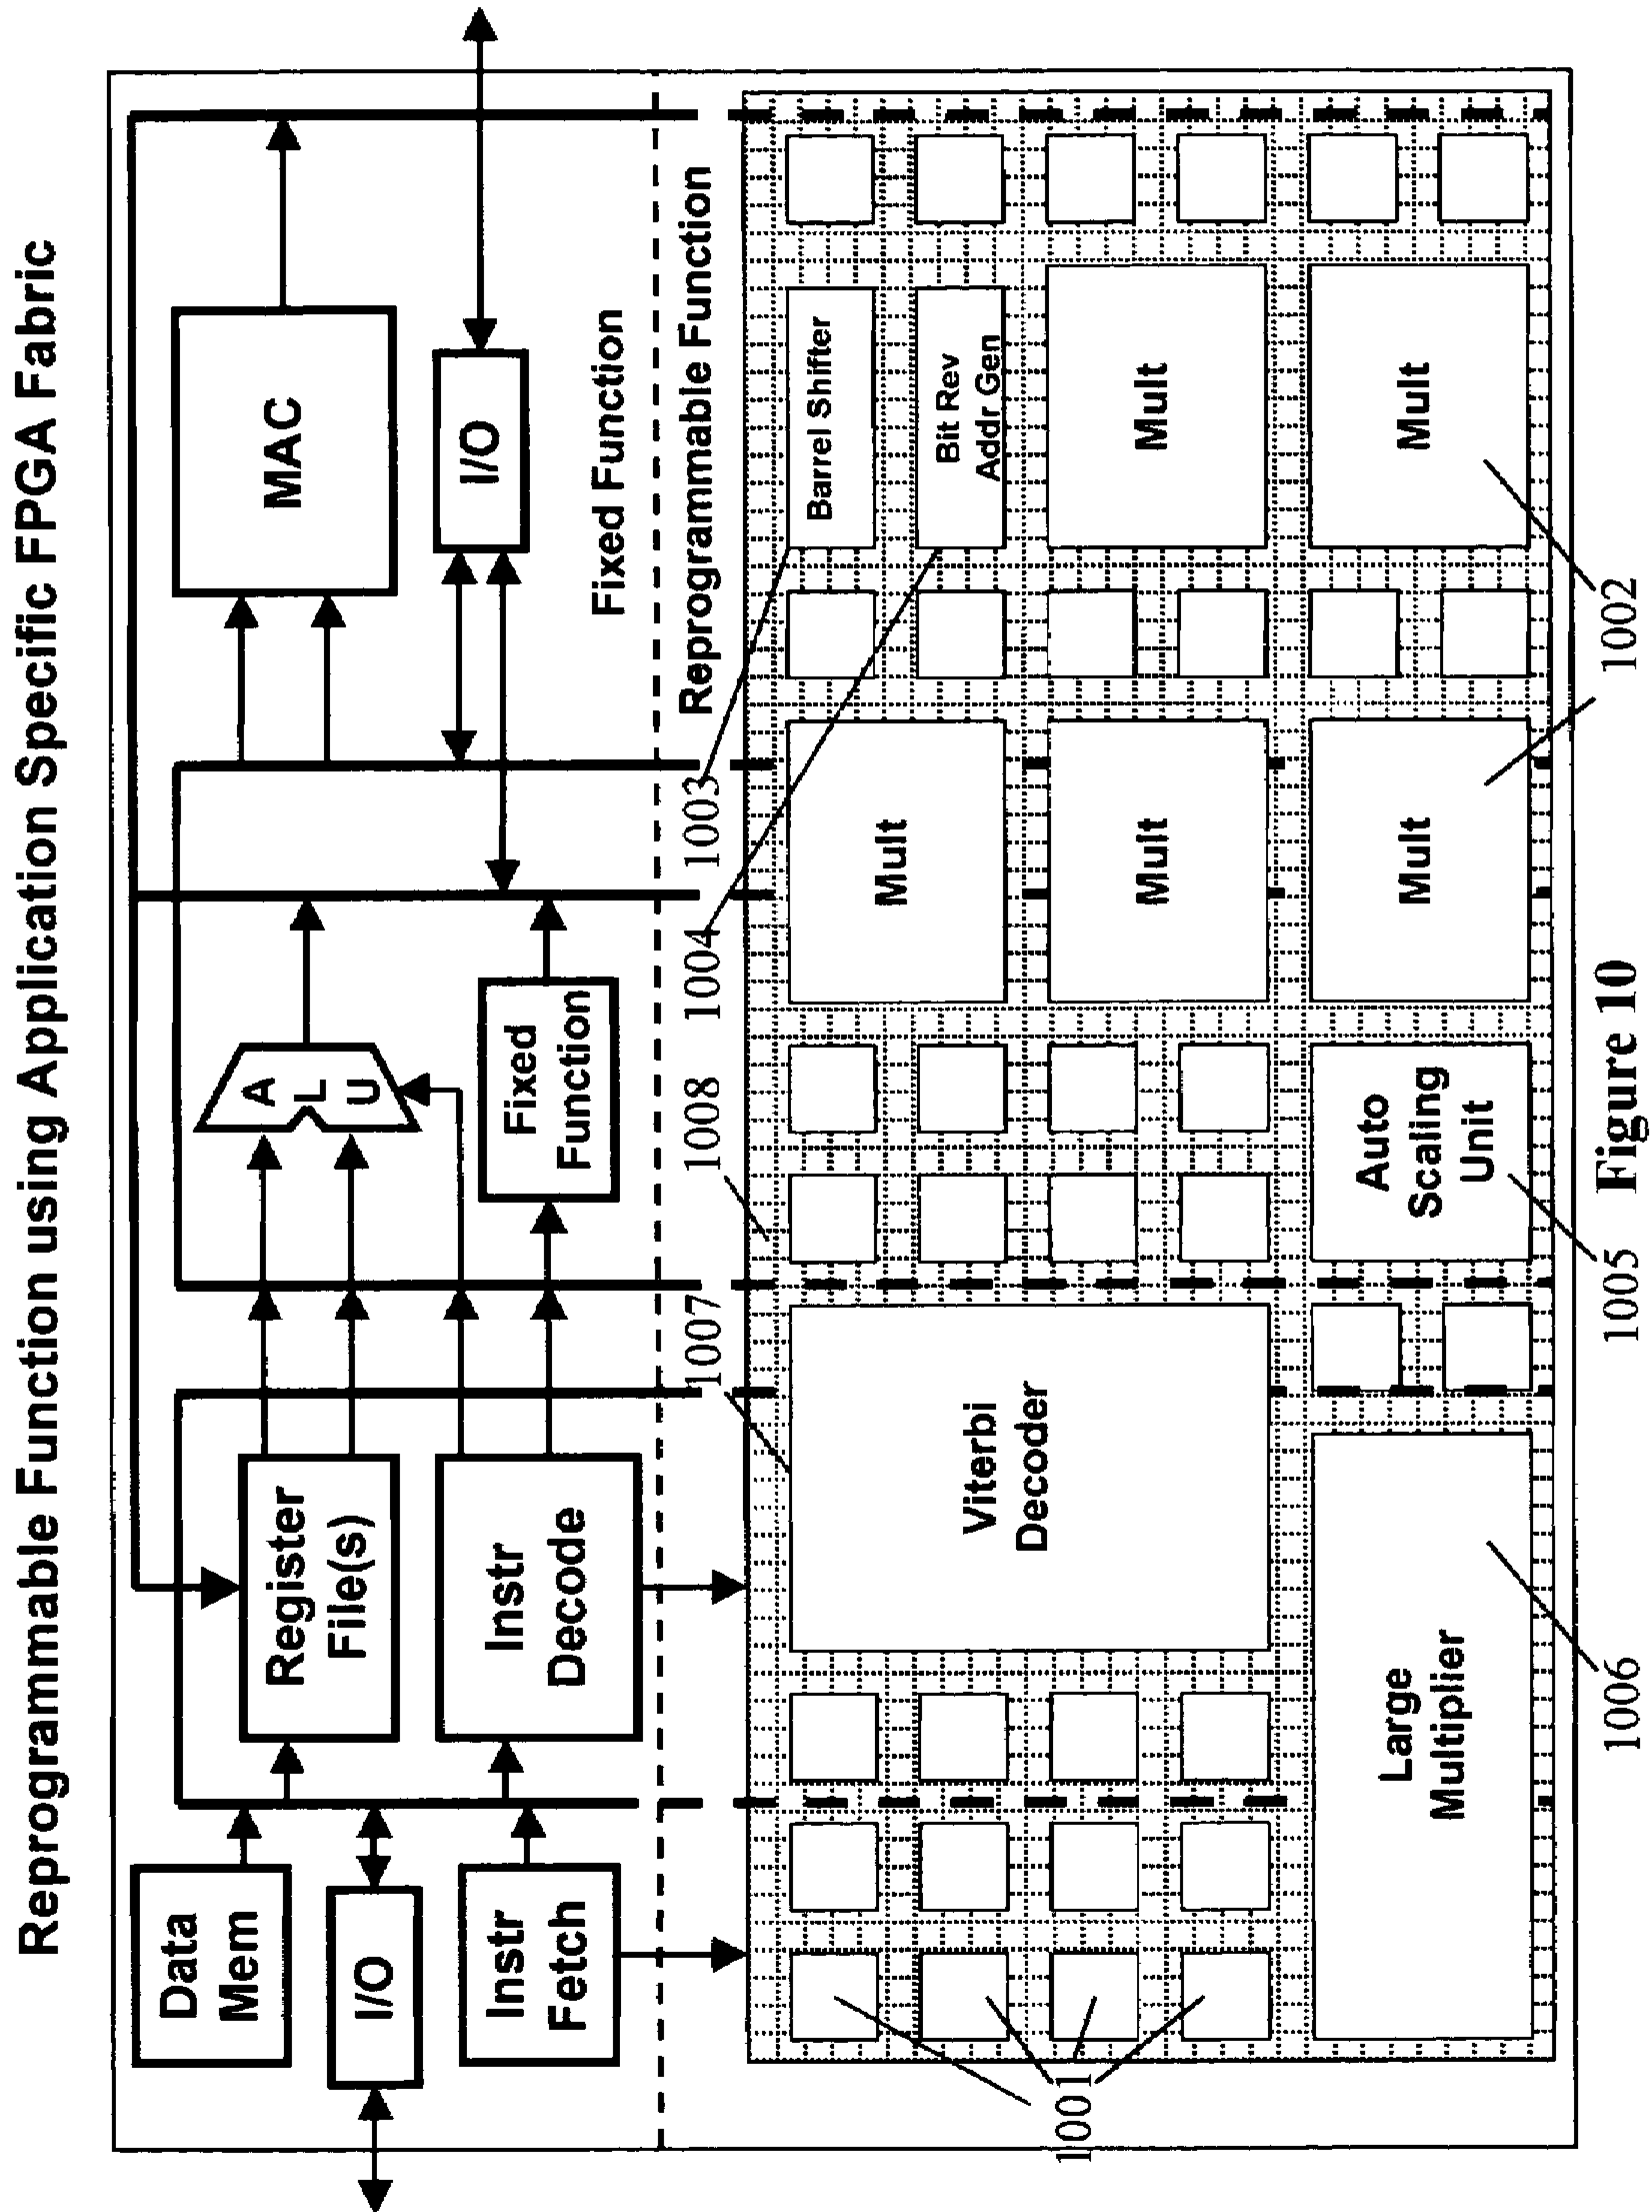 Reprogrammable Function using Application Specific FPGA Fabric
Data
Mem
I/O
Instr
Fetch
Register
File(s)
Instr
Decode
A
L
U
Fixed
Function
MAC
I/O
Fixed Function
Reprogrammable Function
1007
1008
1004
1003
Viterbi
Decoder
Mult
Barrel Shifter
Bit Rev
Addr Gen
Mult
Mult
Large
Multiplier
Auto
Scaling
Unit
Mult
Mult
1001
1006
1005
1002
Figure 10